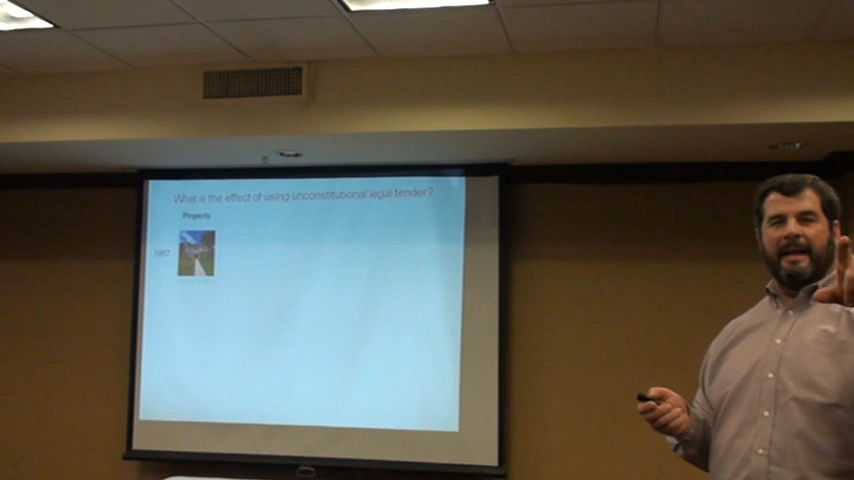 What is the effect of using unconstitutional legal tender?
Property
1957